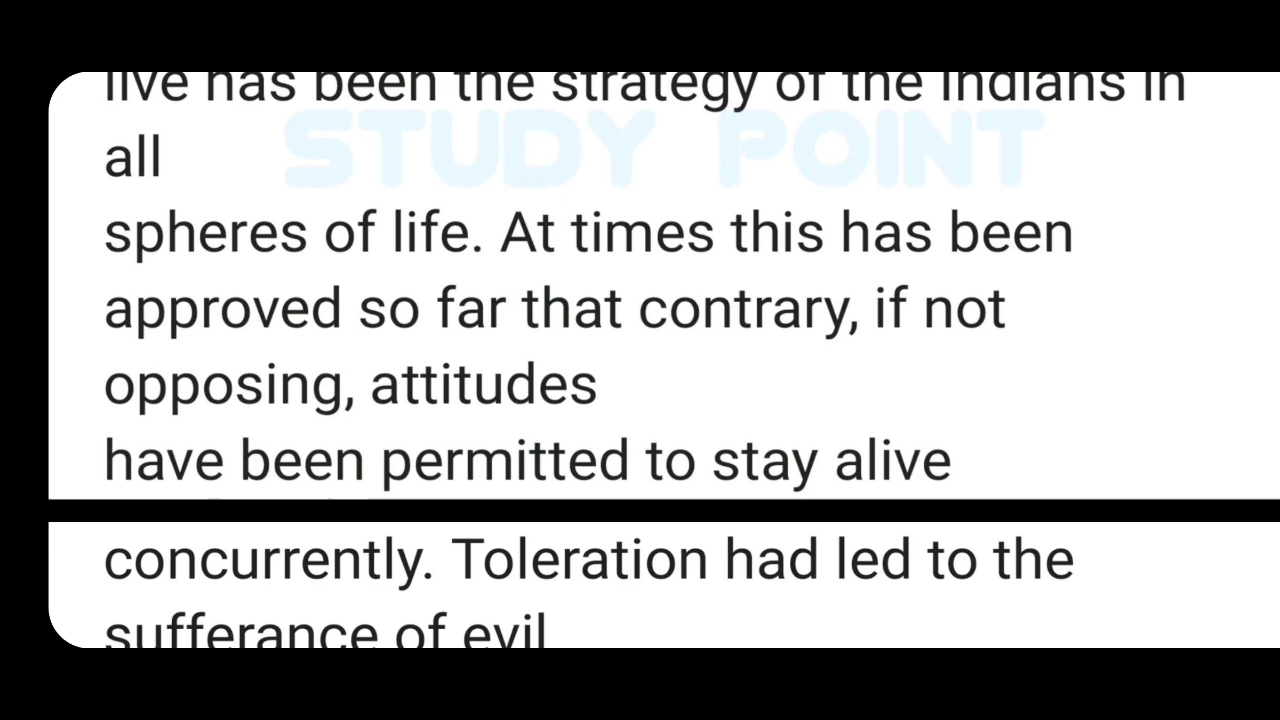 live has been the strategy of the Indians in
STUDY POINT
all
spheres of life. At times this has been
approved so far that contrary, if not
opposing, attitudes
have been permitted to stay alive
concurrently. Toleration had led to the
sufferance of evil